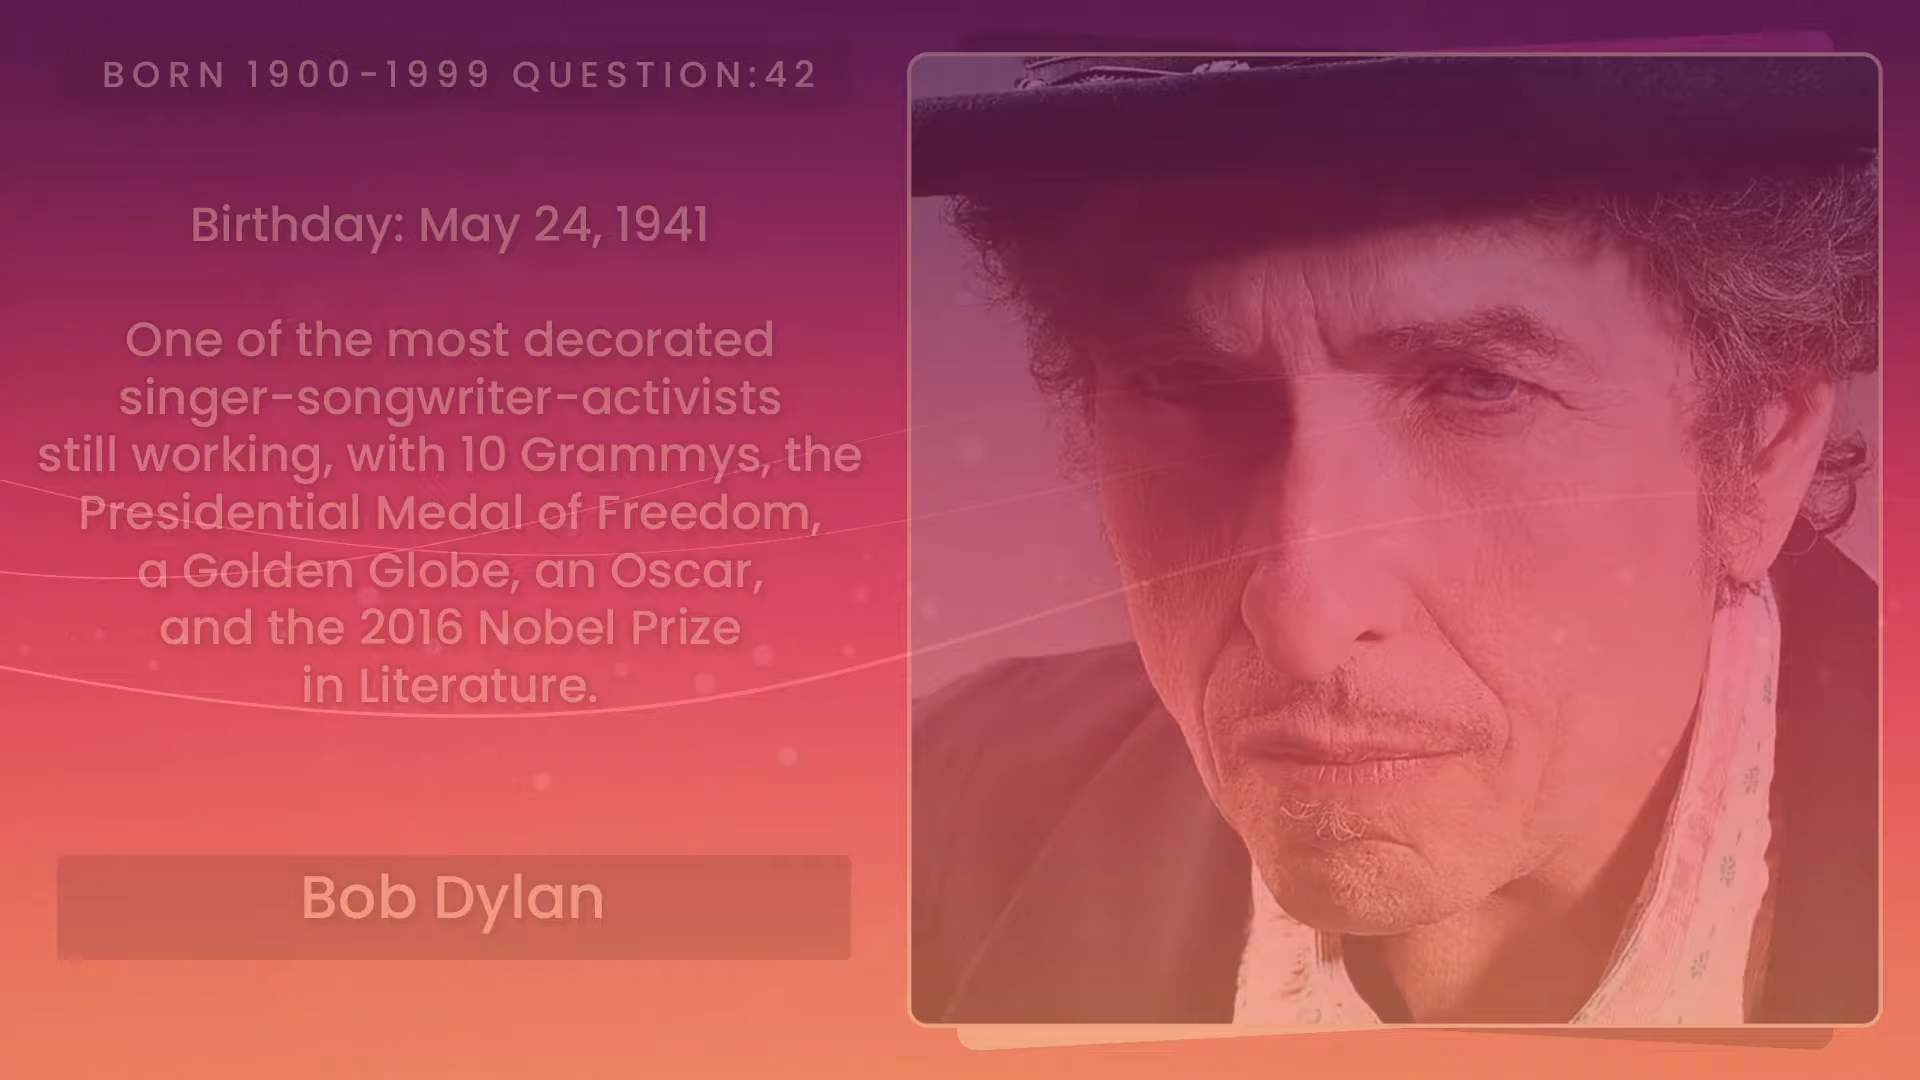 BORN 1900-1999 QUESTION:42
Birthday: May 24, 1941
One of the most decorated
singer-songwriter-activists
still working, with 10 Grammys, the
Presidential Medal of Freedom,
a Golden Globe, an Oscar,
and the 2016 Nobel Prize
in Literature.
Bob Dylan